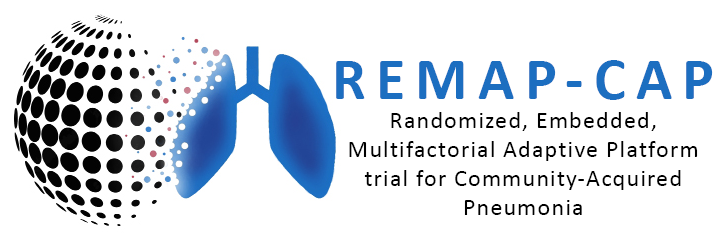 REMAP-CAP
Randomized, Embedded,
Multifactorial Adaptive Platform
trial for Community-Acquired
Pneumonia